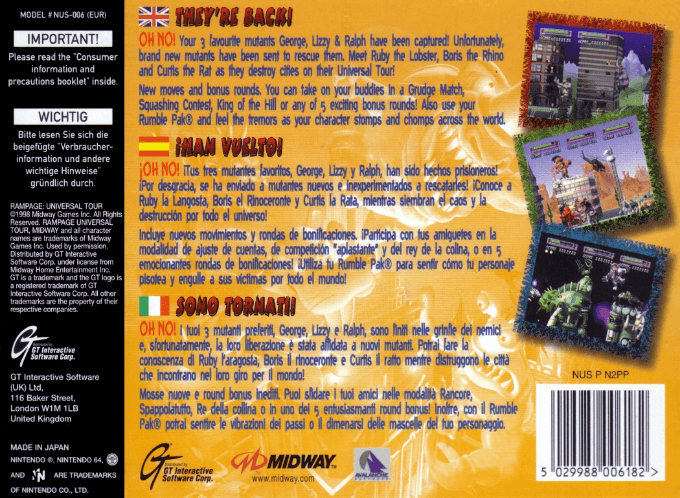 MODEL #NUS-006 (EUR)
IMPORTANT!
Please read the "Consumer
information and
precautions booklet" inside.
WICHTIG
Bitte lesen Sie sich die
beigefügte "Verbraucher-
information und andere
wichtige Hinweise"
gründlich durch.
RAMPAGE: UNIVERSAL TOUR
©1998 Midway Games Inc. All Rights
Reserved. RAMPAGE UNIVERSAL
TOUR, MIDWAY and all character
names are trademarks of Midway
Games Inc. Used by permission.
Distributed by GT Interactive
Software Corp. under license from
Midway Home Entertainment Inc.
GT is a trademark and the GT logo is
a registered trademark of GT
Interactive Software Corp. All other
trademarks are the property of their
respective companies.
Distributed by
GT Interactive
Software Corp.
GT Interactive Software
(UK) Ltd,
116 Baker Street,
London W1M 1LB
United Kingdom
MADE IN JAPAN
NINTENDO ®, NINTENDO 64,
AND N ARE TRADEMARKS
OF NINTENDO CO., LTD.
THEY'RE BACK!
OH NO! Your 3 favourite mutants George, Lizzy & Ralph have been captured! Unfortunately,
brand new mutants have been sent to rescue them. Meet Ruby the Lobster, Boris the Rhino
and Curtis the Rat as they destroy cities on their Universal Tour!
New moves and bonus rounds. You can take on your buddies in a Grudge Match,
Squashing Contest, King of the Hill or any of 5 exciting bonus rounds! Also use your
Rumble Pak® and feel the tremors as your character stomps and chomps across the world.
¡HAN VUELTO!
¡OH NO! ¡Tus tres mutantes favoritos, George, Lizzy y Ralph, han sido hechos prisioneros!
¡Por desgracia, se ha enviado a mutantes nuevos e inexperimentados a rescatarles! ¡Conoce a
Ruby la Langosta, Boris el Rinoceronte y Curtis la Rata, mientras siembran el caos y la
destrucción por todo el universo!
Incluye nuevos movimientos y rondas de bonificaciones. ¡Participa con tus amiguetes en la
modalidad de ajuste de cuentas, de competición "aplastante" y del rey de la colina, o en 5
emocionantes rondas de bonificaciones! ¡Utiliza tu Rumble Pak® para sentir cómo tu personaje
pisotea y engulle a sus víctimas por todo el mundo!
SONO TORNATI!
OH NO! I tuoi 3 mutanti preferiti, George, Lizzy e Ralph, sono finiti nelle grinfie dei nemici
e, sfortunatamente, la loro liberazione è stata affidata a nuovi mutanti. Potrai fare la
conoscenza di Ruby l'aragosta, Boris il rinoceronte e Curtis il ratto mentre distruggono le città
che incontrano nel loro giro per il mondo!
Mosse nuove e round bonus inediti. Puoi sfidare i tuoi amici nelle modalità Rancore,
Spappolatutto, Re della collina o in uno dei 5 entusiasmanti round bonus! Inoltre, con il Rumble
Pak® potrai sentire le vibrazioni dei passi o il dimenarsi delle mascelle del tuo personaggio.
Distributed by
GT Interactive
Software Corp.
MIDWAY™
www.midway.com
AVALANCHE
SOFTWARE
NUS P N2PP
5 029988 006182 >